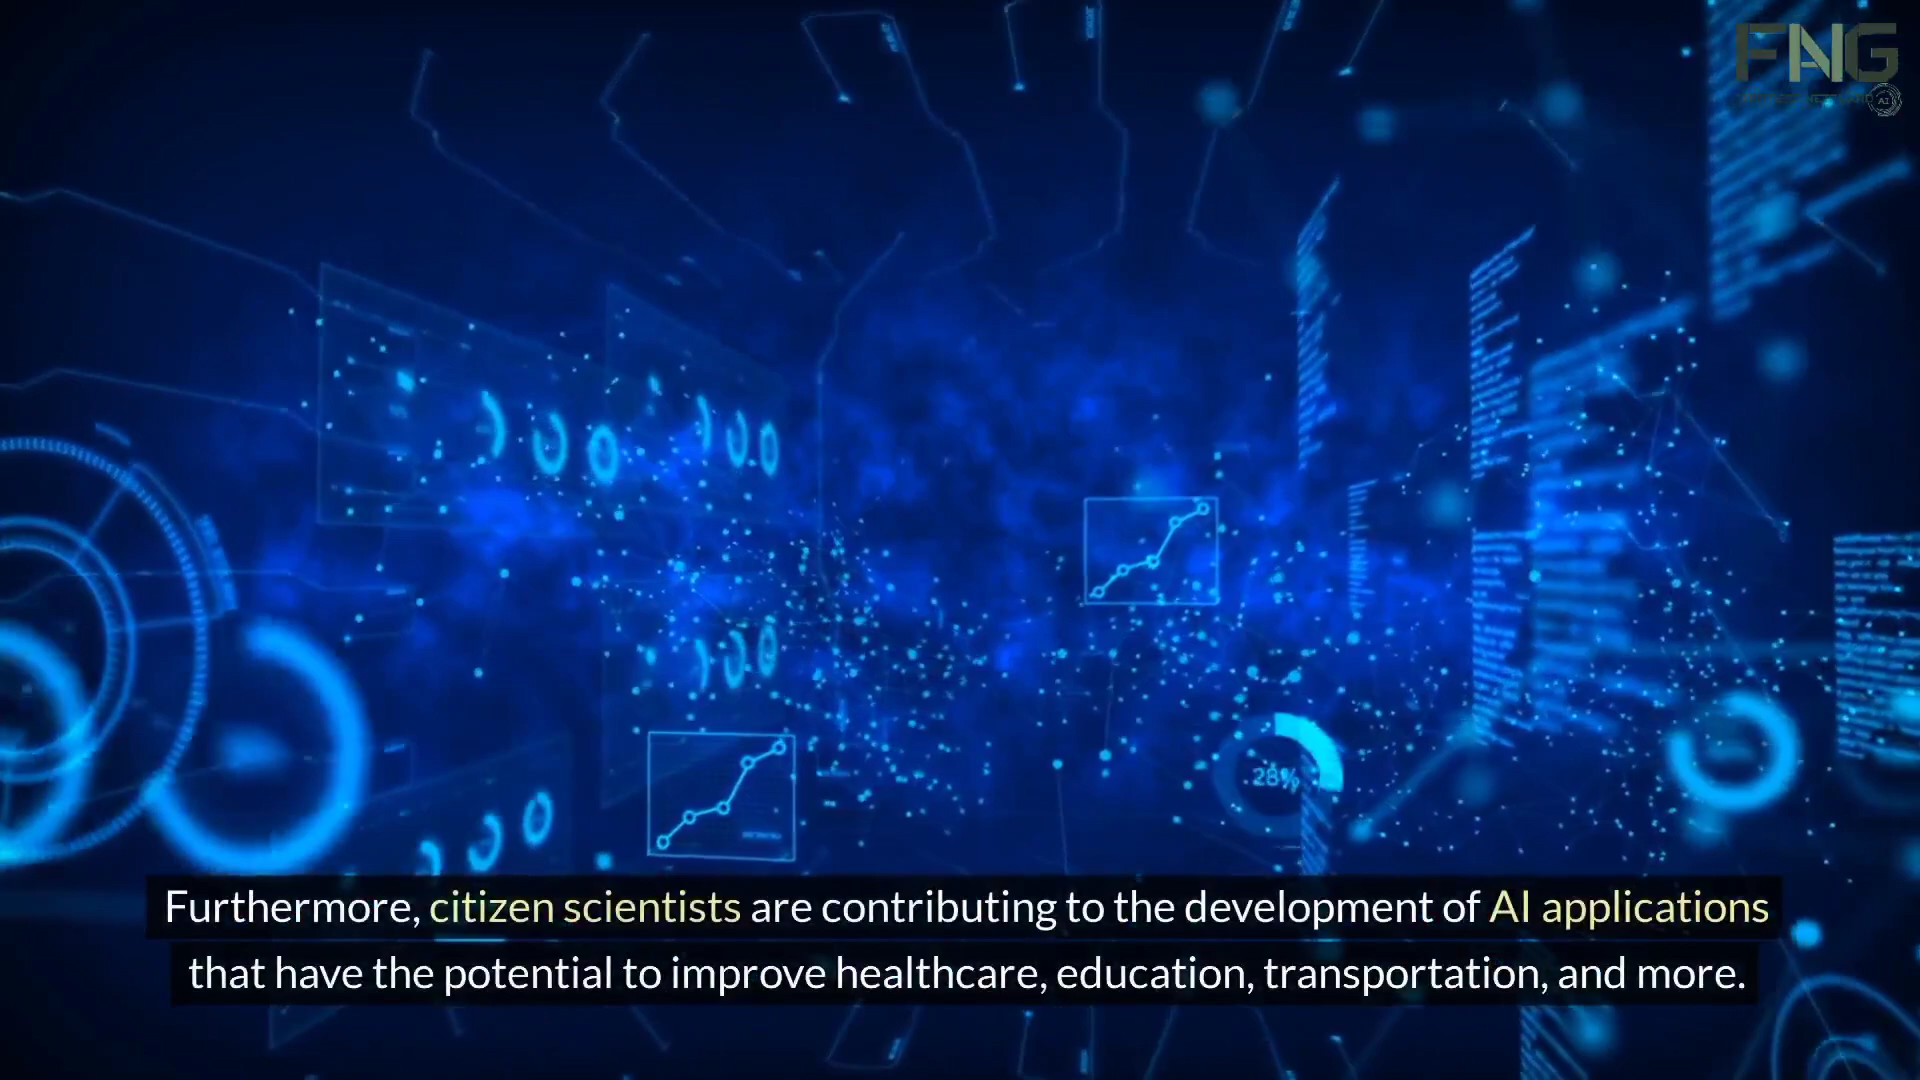 FNG
AI
28%
Furthermore, citizen scientists are contributing to the development of AI applications
that have the potential to improve healthcare, education, transportation, and more.